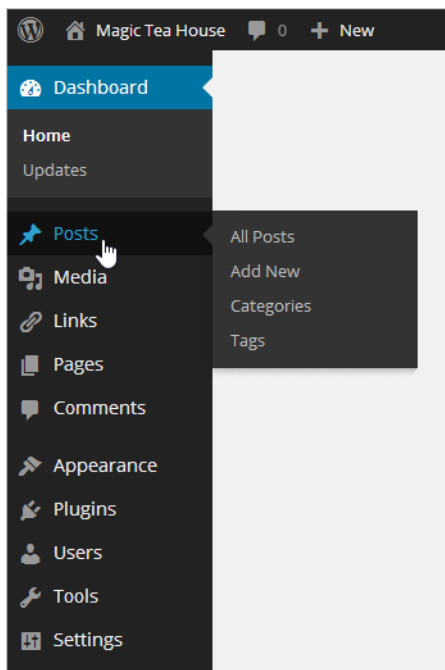 Magic Tea House 0 + New
Dashboard
Home
Updates
Posts
All Posts
Add New
Categories
Tags
Media
Links
Pages
Comments
Appearance
Plugins
Users
Tools
Settings